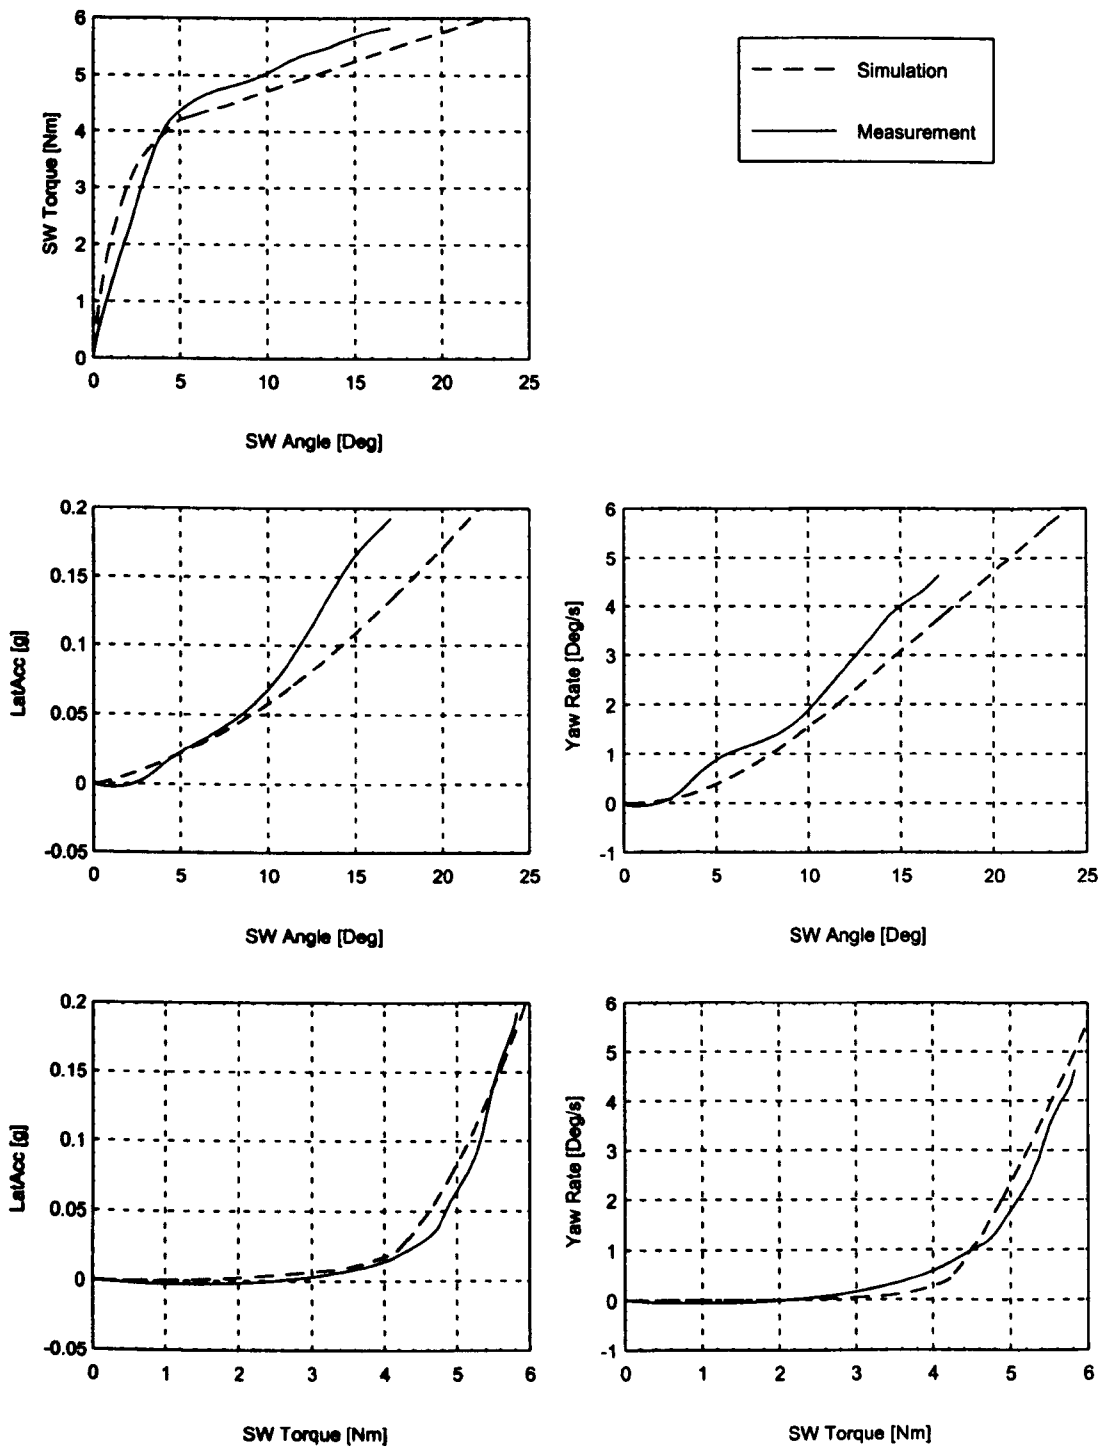 6
5
4
3
2
1
0
SW Torque [Nm]
0 5 10 15 20 25
SW Angle [Deg]
Simulation
Measurement
0.2
0.15
0.1
0.05
0
-0.05
LatAcc [g]
0 5 10 15 20 25
SW Angle [Deg]
6
5
4
3
2
1
0
-1
Yaw Rate [Deg/s]
0 5 10 15 20 25
SW Angle [Deg]
0.2
0.15
0.1
0.05
0
-0.05
LatAcc [g]
0 1 2 3 4 5 6
SW Torque [Nm]
6
5
4
3
2
1
0
-1
Yaw Rate [Deg/s]
0 1 2 3 4 5 6
SW Torque [Nm]